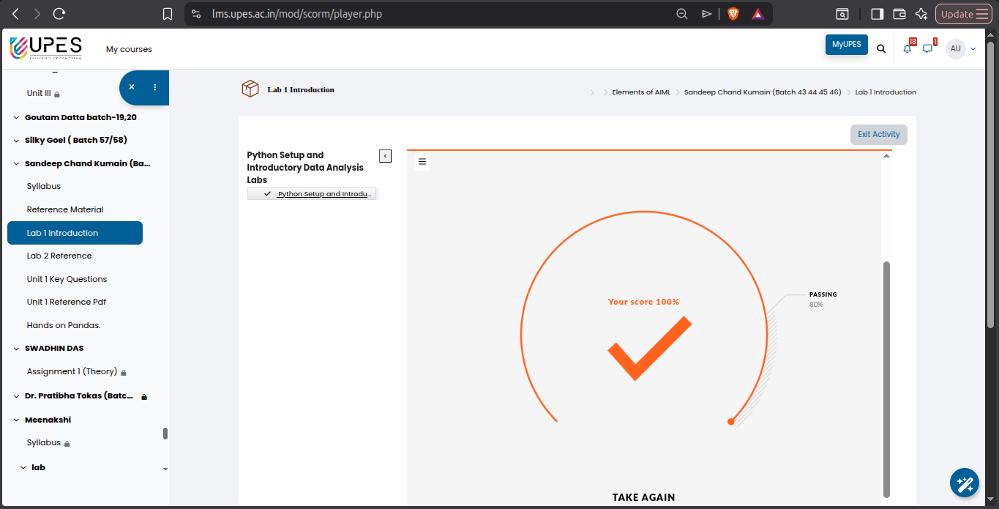 lms.upes.ac.in/mod/scorm/player.php
Update
UPES
UNIVERSITY OF TOMORROW
My courses
MyUPES
18
1
AU
Unit III
Goutam Datta batch-19,20
Silky Goel ( Batch 57/58)
Sandeep Chand Kumain (Ba...
Syllabus
Reference Material
Lab 1 Introduction
Lab 2 Reference
Unit 1 Key Questions
Unit 1 Reference Pdf
Hands on Pandas.
SWADHIN DAS
Assignment 1 (Theory)
Dr. Pratibha Tokas (Batc...
Meenakshi
Syllabus
lab
Lab 1 Introduction
Elements of AIML
Sandeep Chand Kumain (Batch 43 44 45 46)
Lab 1 Introduction
Exit Activity
Python Setup and
Introductory Data Analysis
Labs
Python Setup and Introdu...
Your score 100%
PASSING
80%
TAKE AGAIN